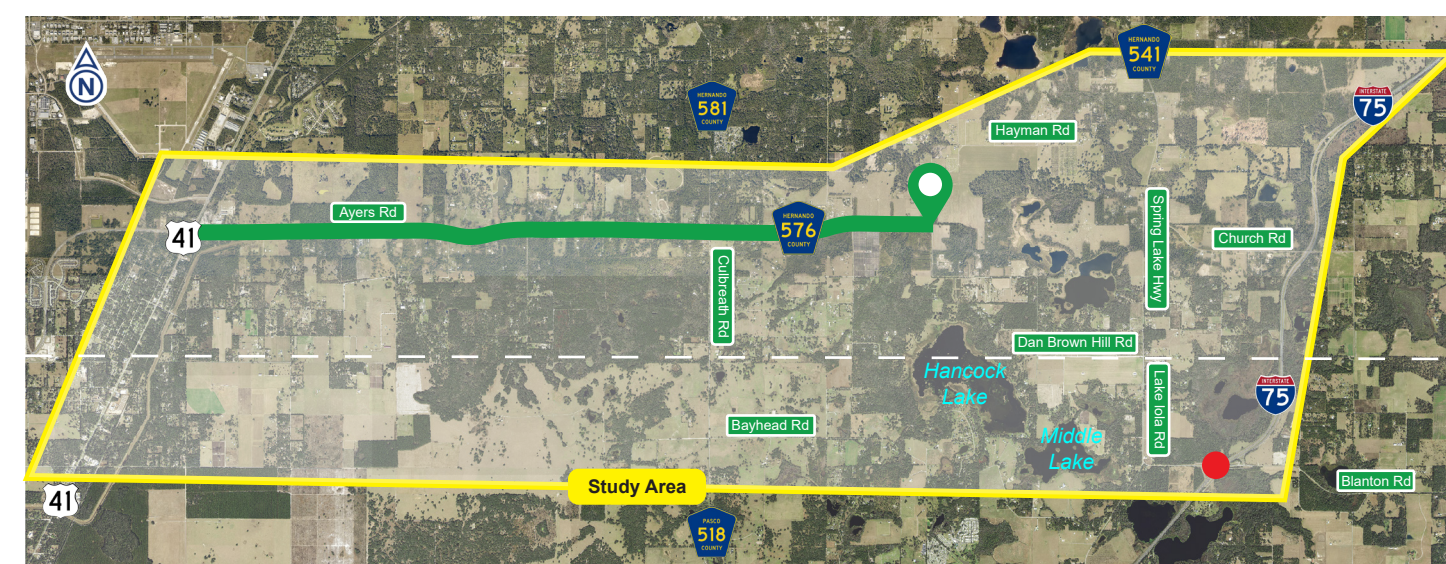 N
HERNANDO
541
COUNTY
INTERSTATE
75
HERNANDO
581
COUNTY
Hayman Rd
Ayers Rd
41
HERNANDO
576
COUNTY
Spring Lake Hwy
Church Rd
Culbreath Rd
Dan Brown Hill Rd
Hancock
Lake
INTERSTATE
75
Lake Iola Rd
Bayhead Rd
Middle
Lake
Study Area
Blanton Rd
41
PASCO
518
COUNTY